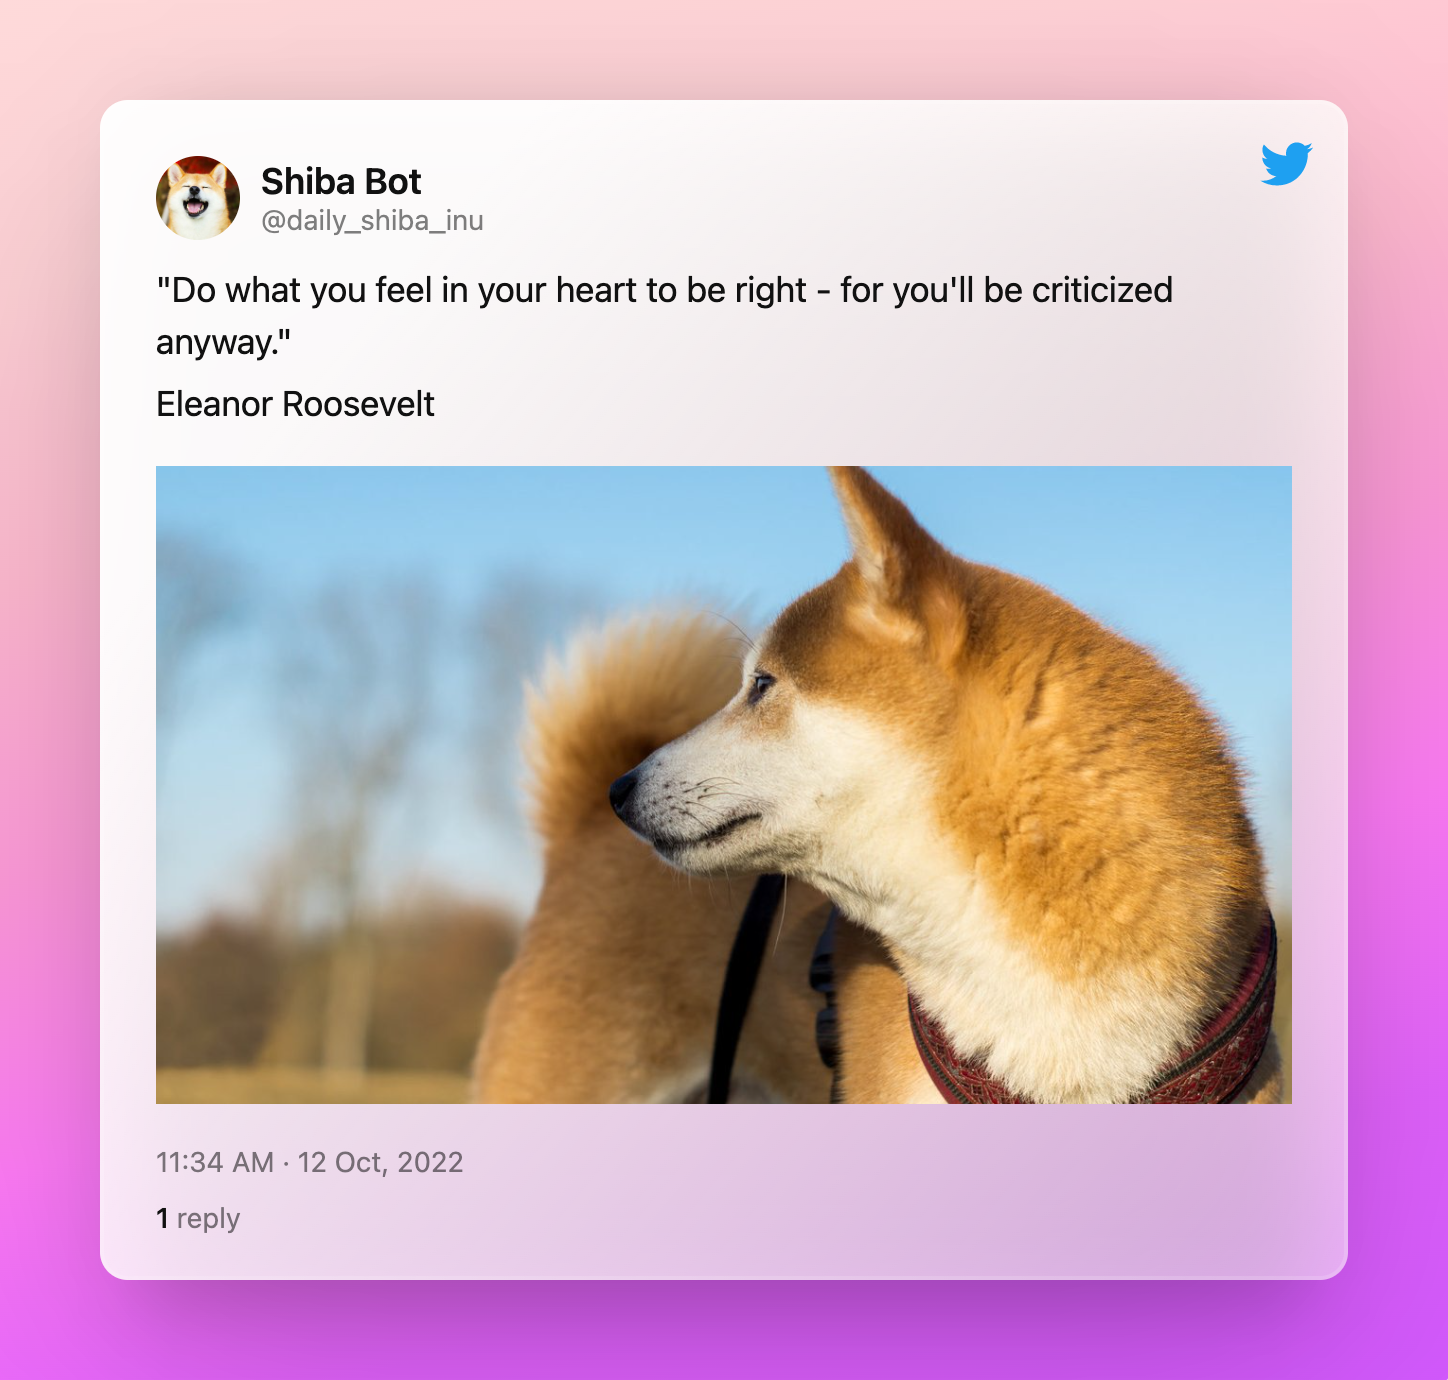 Shiba Bot
@daily_shiba_inu
"Do what you feel in your heart to be right - for you'll be criticized
anyway."
Eleanor Roosevelt
11:34 AM · 12 Oct, 2022
1 reply